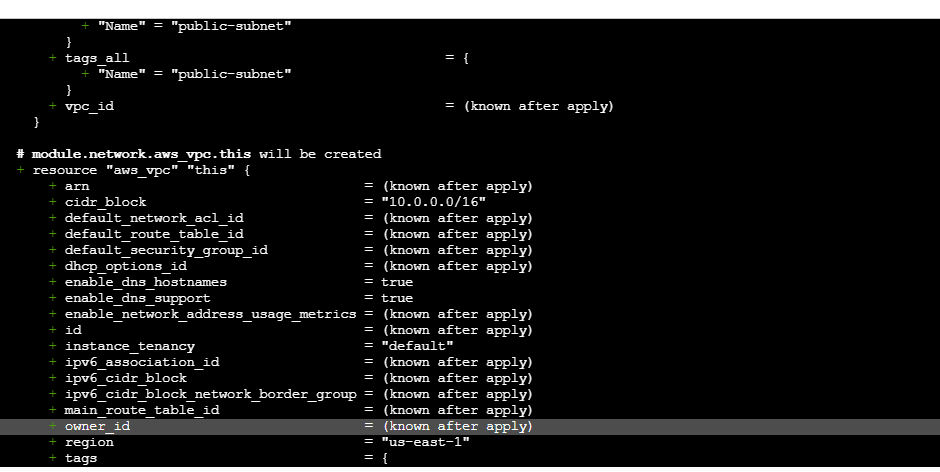 + "Name" = "public-subnet"
}
+ tags_all = {
+ "Name" = "public-subnet"
}
+ vpc_id = (known after apply)
}
# module.network.aws_vpc.this will be created
+ resource "aws_vpc" "this" {
+ arn = (known after apply)
+ cidr_block = "10.0.0.0/16"
+ default_network_acl_id = (known after apply)
+ default_route_table_id = (known after apply)
+ default_security_group_id = (known after apply)
+ dhcp_options_id = (known after apply)
+ enable_dns_hostnames = true
+ enable_dns_support = true
+ enable_network_address_usage_metrics = (known after apply)
+ id = (known after apply)
+ instance_tenancy = "default"
+ ipv6_association_id = (known after apply)
+ ipv6_cidr_block = (known after apply)
+ ipv6_cidr_block_network_border_group = (known after apply)
+ main_route_table_id = (known after apply)
+ owner_id = (known after apply)
+ region = "us-east-1"
+ tags = {